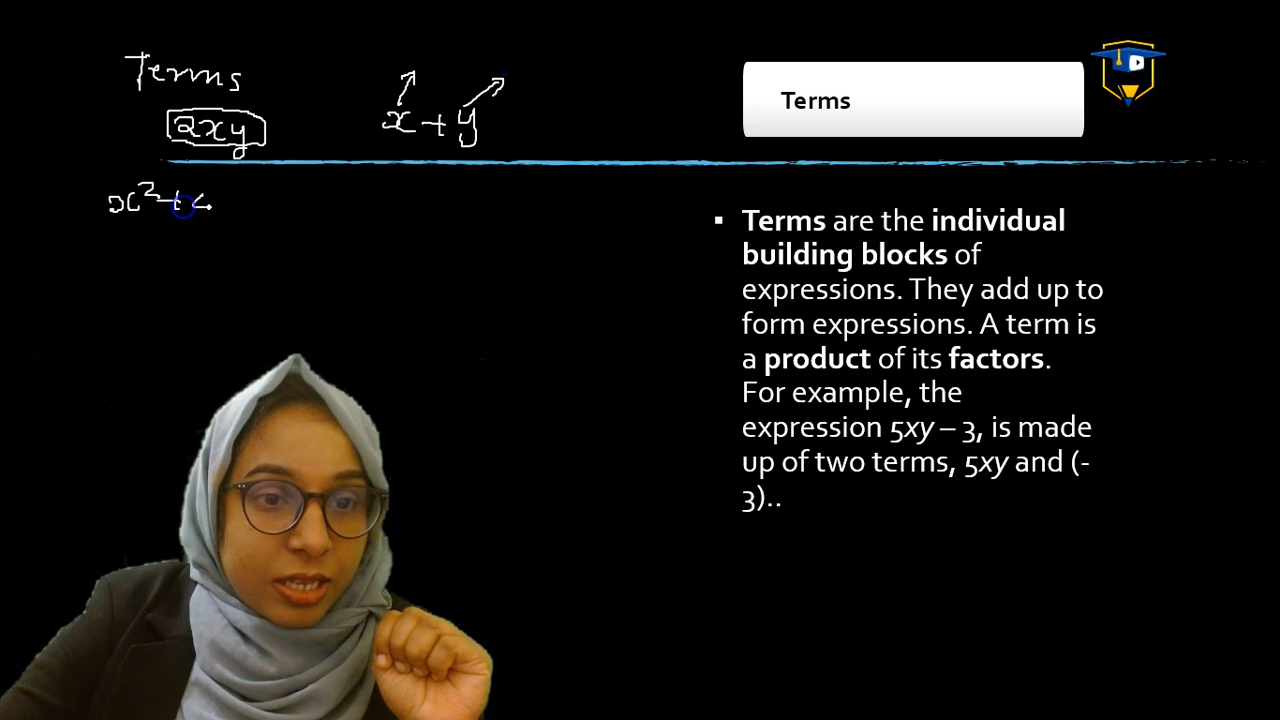 Terms
2xy
x + y
Terms
▪ Terms are the individual
building blocks of
expressions. They add up to
form expressions. A term is
a product of its factors.
For example, the
expression 5xy – 3, is made
up of two terms, 5xy and (-
3)..